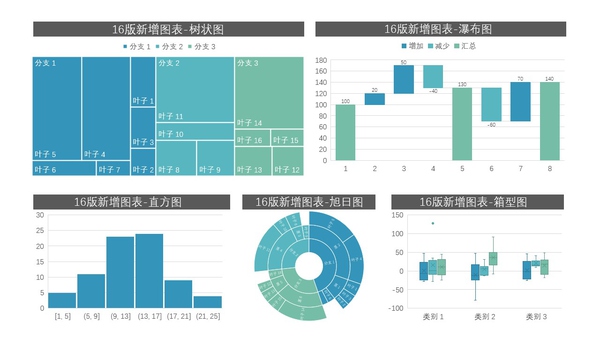 16版新增图表-树状图
分支 1 分支 2 分支 3
分支 1
分支 2
分支 3
叶子 1
叶子 14
叶子 10
叶子 3
叶子 16 叶子 15
叶子 5
叶子 4
叶子 11
叶子 6
叶子 7
叶子 2
叶子 8
叶子 9
叶子 13
叶子 12
16版新增图表-瀑布图
增加 减少 汇总
180
160
140
120
100
80
60
40
20
0
100
20
50
-40
130
-60
70
140
1 2 3 4 5 6 7 8
16版新增图表-直方图
30
25
20
15
10
5
0
[1, 5] (5, 9] (9, 13] (13, 17] (17, 21] (21, 25]
16版新增图表-旭日图
16版新增图表-箱型图
150
100
50
0
-50
-100
类别 1 类别 2 类别 3